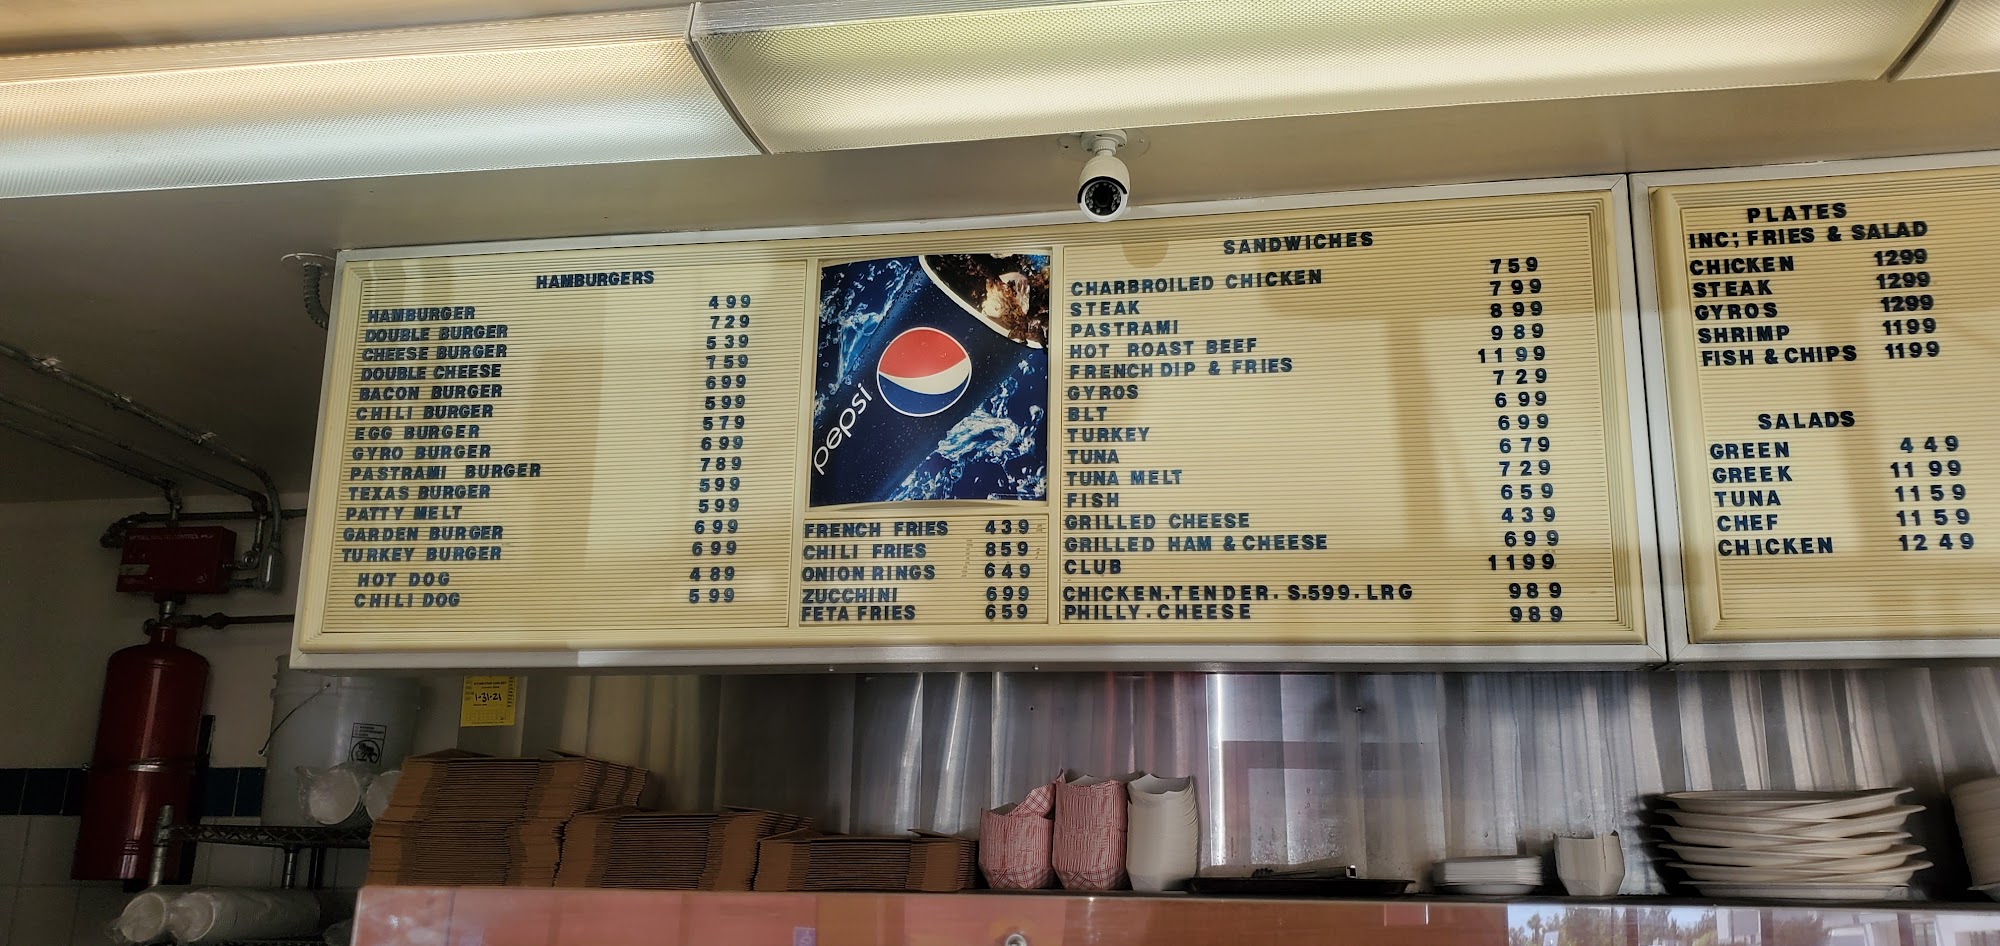 HAMBURGERS
HAMBURGER 499
DOUBLE BURGER 729
CHEESE BURGER 539
DOUBLE CHEESE 759
BACON BURGER 699
CHILI BURGER 599
EGG BURGER 579
GYRO BURGER 699
PASTRAMI BURGER 789
TEXAS BURGER 599
PATTY MELT 599
GARDEN BURGER 699
TURKEY BURGER 699
HOT DOG 489
CHILI DOG 599
pepsi
FRENCH FRIES 439
CHILI FRIES 859
ONION RINGS 649
ZUCCHINI 699
FETA FRIES 659
SANDWICHES
CHARBROILED CHICKEN 759
STEAK 799
PASTRAMI 899
HOT ROAST BEEF 989
FRENCH DIP & FRIES 1199
GYROS 729
BLT 699
TURKEY 699
TUNA 679
TUNA MELT 729
FISH 659
GRILLED CHEESE 439
GRILLED HAM & CHEESE 699
CLUB 1199
CHICKEN.TENDER. S.599. LRG 989
PHILLY.CHEESE 989
PLATES
INC; FRIES & SALAD
CHICKEN 1299
STEAK 1299
GYROS 1299
SHRIMP 1199
FISH & CHIPS 1199
SALADS
GREEN 449
GREEK 1199
TUNA 1159
CHEF 1159
CHICKEN 1249
1-31-21